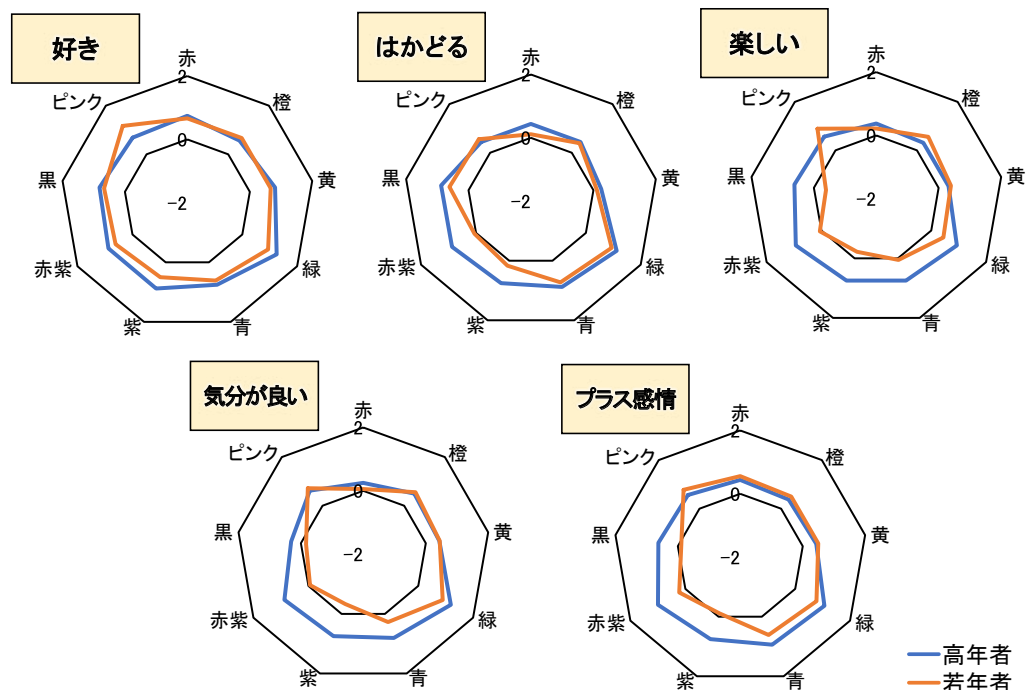 好き
赤
2
橙
黄
緑
青
紫
赤紫
黒
ピンク
0
-2
はかどる
赤
2
橙
黄
緑
青
紫
赤紫
黒
ピンク
0
-2
楽しい
赤
2
橙
黄
緑
青
紫
赤紫
黒
ピンク
0
-2
気分が良い
赤
2
橙
黄
緑
青
紫
赤紫
黒
ピンク
0
-2
プラス感情
赤
2
橙
黄
緑
青
紫
赤紫
黒
ピンク
0
-2
高年者
若年者